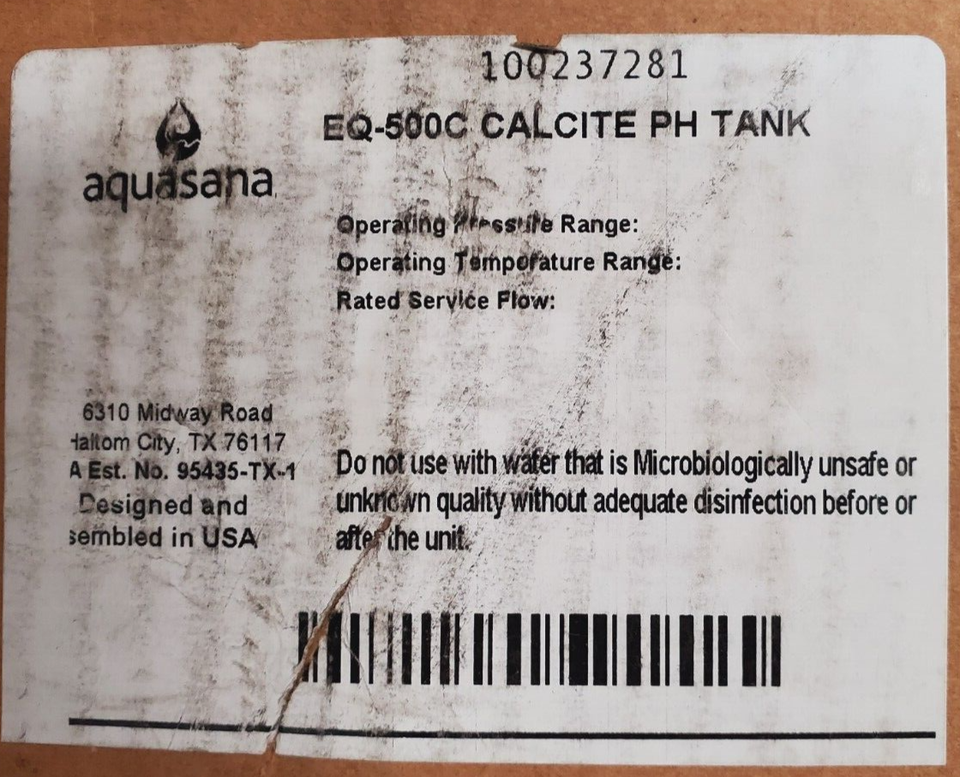 100237281
EQ-500C CALCITE PH TANK
aquasana
Operating Pressure Range:
Operating Temperature Range:
Rated Service Flow:
6310 Midway Road
Haltom City, TX 76117
A Est. No. 95435-TX-1
Designed and
sembled in USA
Do not use with water that is Microbiologically unsafe or
unknown quality without adequate disinfection before or
after the unit.